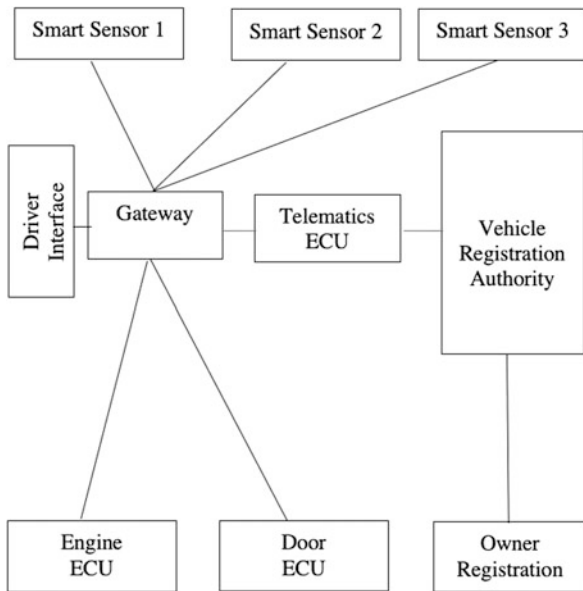 Smart Sensor 1
Smart Sensor 2
Smart Sensor 3
Driver
Interface
Gateway
Telematics
ECU
Vehicle
Registration
Authority
Engine
ECU
Door
ECU
Owner
Registration